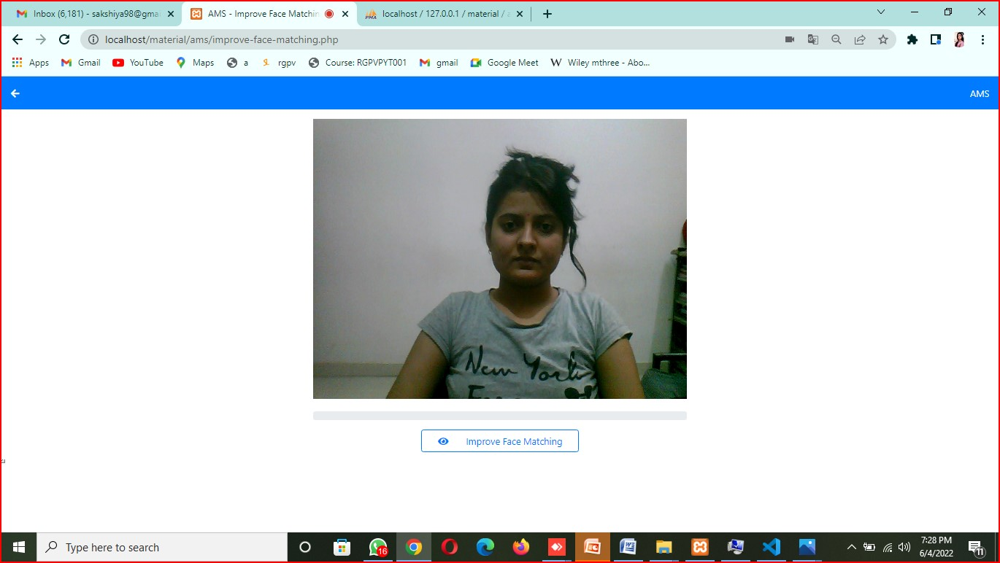 Inbox (6,181) - sakshiya98@gmai
AMS - Improve Face Matchin
PMA
localhost / 127.0.0.1 / material / a
localhost/material/ams/improve-face-matching.php
Apps
Gmail
YouTube
Maps
a
rgpv
Course: RGPVPYT001
gmail
Google Meet
W
Wiley mthree - Abo...
AMS
New York
Improve Face Matching
Type here to search
16
7:28 PM
6/4/2022
11